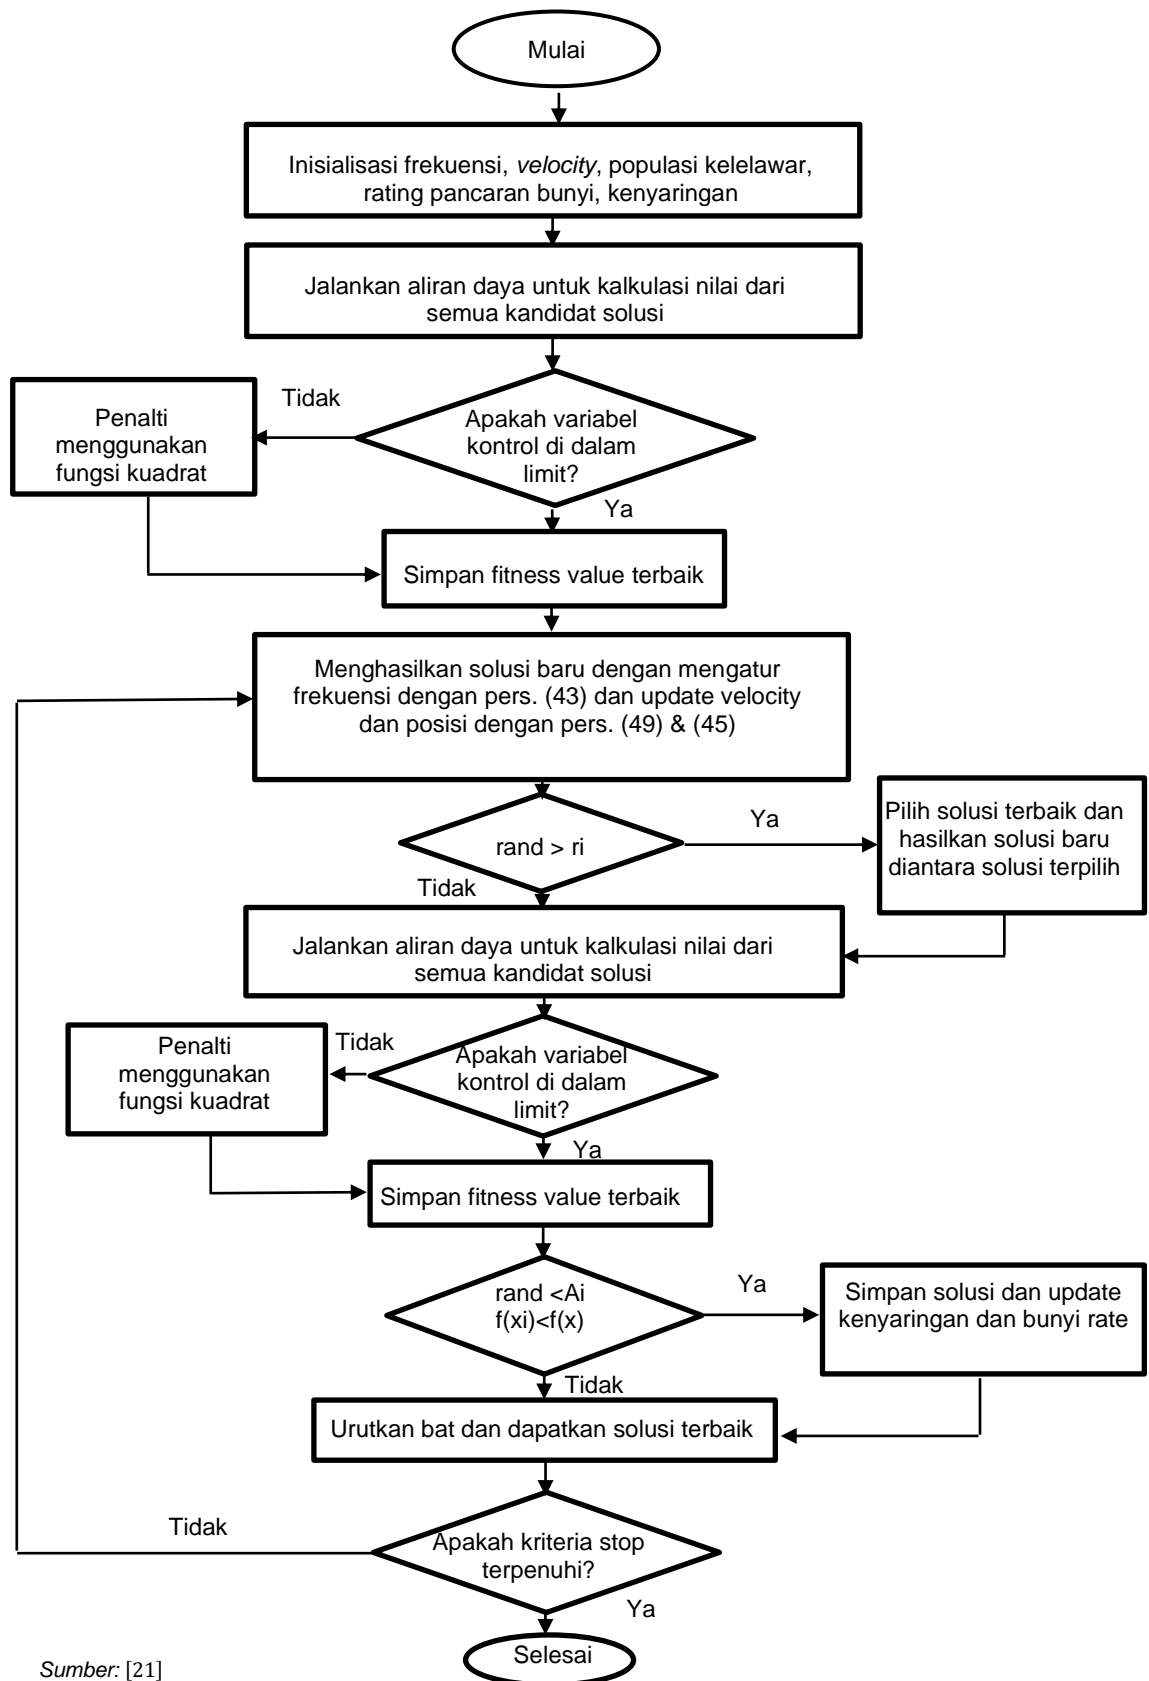 Mulai
Inisialisasi frekuensi, velocity, populasi kelelawar,
rating pancaran bunyi, kenyaringan
Jalankan aliran daya untuk kalkulasi nilai dari
semua kandidat solusi
Tidak
Penalti
menggunakan
fungsi kuadrat
Apakah variabel
kontrol di dalam
limit?
Ya
Simpan fitness value terbaik
Menghasilkan solusi baru dengan mengatur
frekuensi dengan pers. (43) dan update velocity
dan posisi dengan pers. (49) & (45)
rand > ri
Ya
Pilih solusi terbaik dan
hasilkan solusi baru
diantara solusi terpilih
Tidak
Jalankan aliran daya untuk kalkulasi nilai dari
semua kandidat solusi
Penalti
menggunakan
fungsi kuadrat
Tidak
Apakah variabel
kontrol di dalam
limit?
Ya
Simpan fitness value terbaik
rand <Ai
f(xi)<f(x)
Ya
Simpan solusi dan update
kenyaringan dan bunyi rate
Tidak
Urutkan bat dan dapatkan solusi terbaik
Tidak
Apakah kriteria stop
terpenuhi?
Ya
Selesai
Sumber: [21]